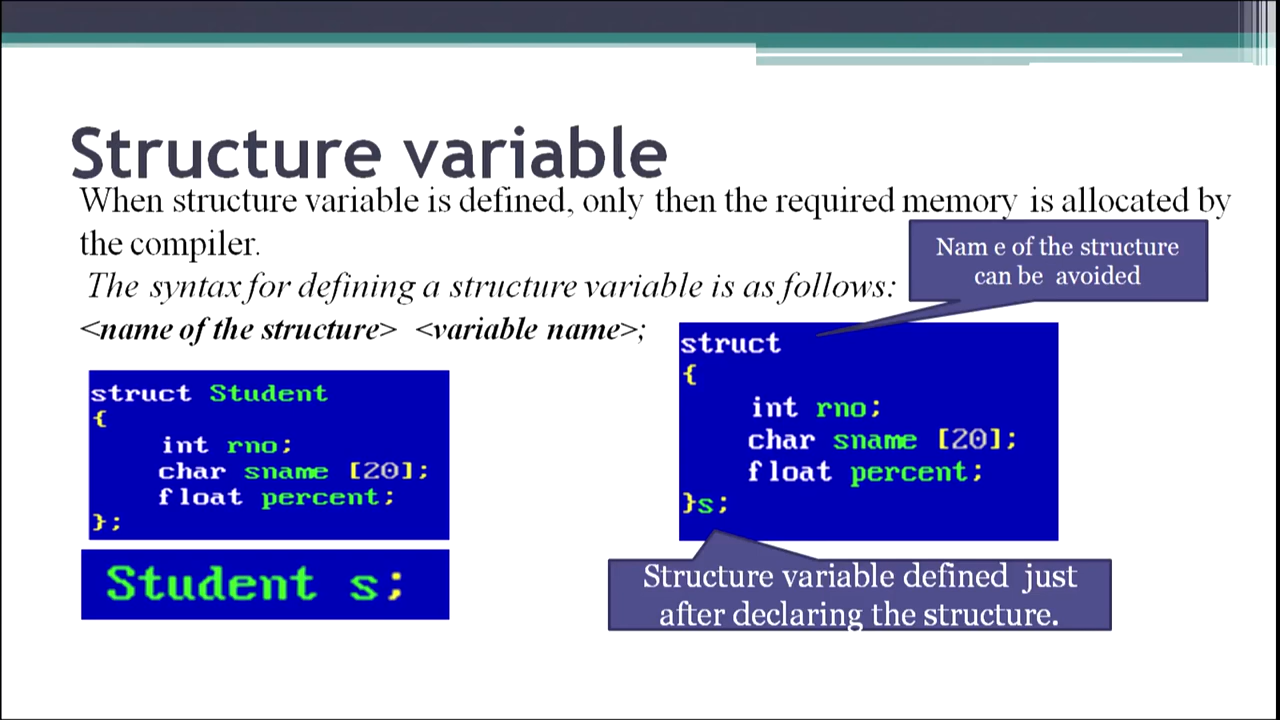 Structure variable
When structure variable is defined, only then the required memory is allocated by
the compiler.
The syntax for defining a structure variable is as follows:
<name of the structure> <variable name>;
Nam e of the structure
can be avoided
struct Student
{
int rno;
char sname [20];
float percent;
};
Student s;
struct
{
int rno;
char sname [20];
float percent;
}s;
Structure variable defined just
after declaring the structure.